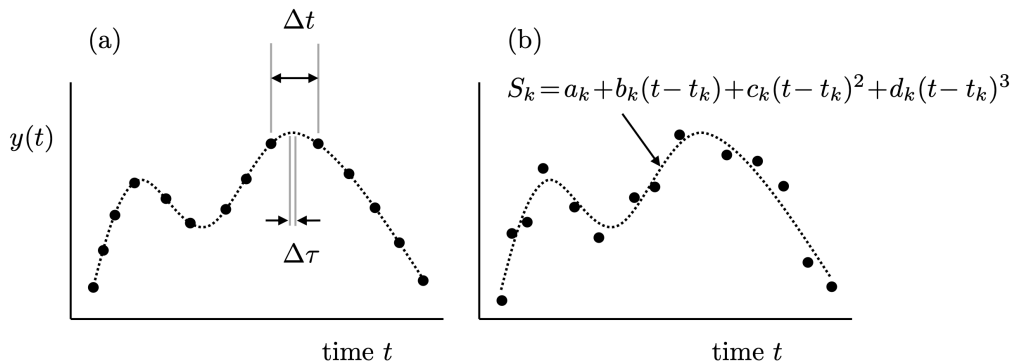 (a)
Δt
y(t)
Δτ
time t
(b)
S_k = a_k + b_k(t − t_k) + c_k(t − t_k)^2 + d_k(t − t_k)^3
time t